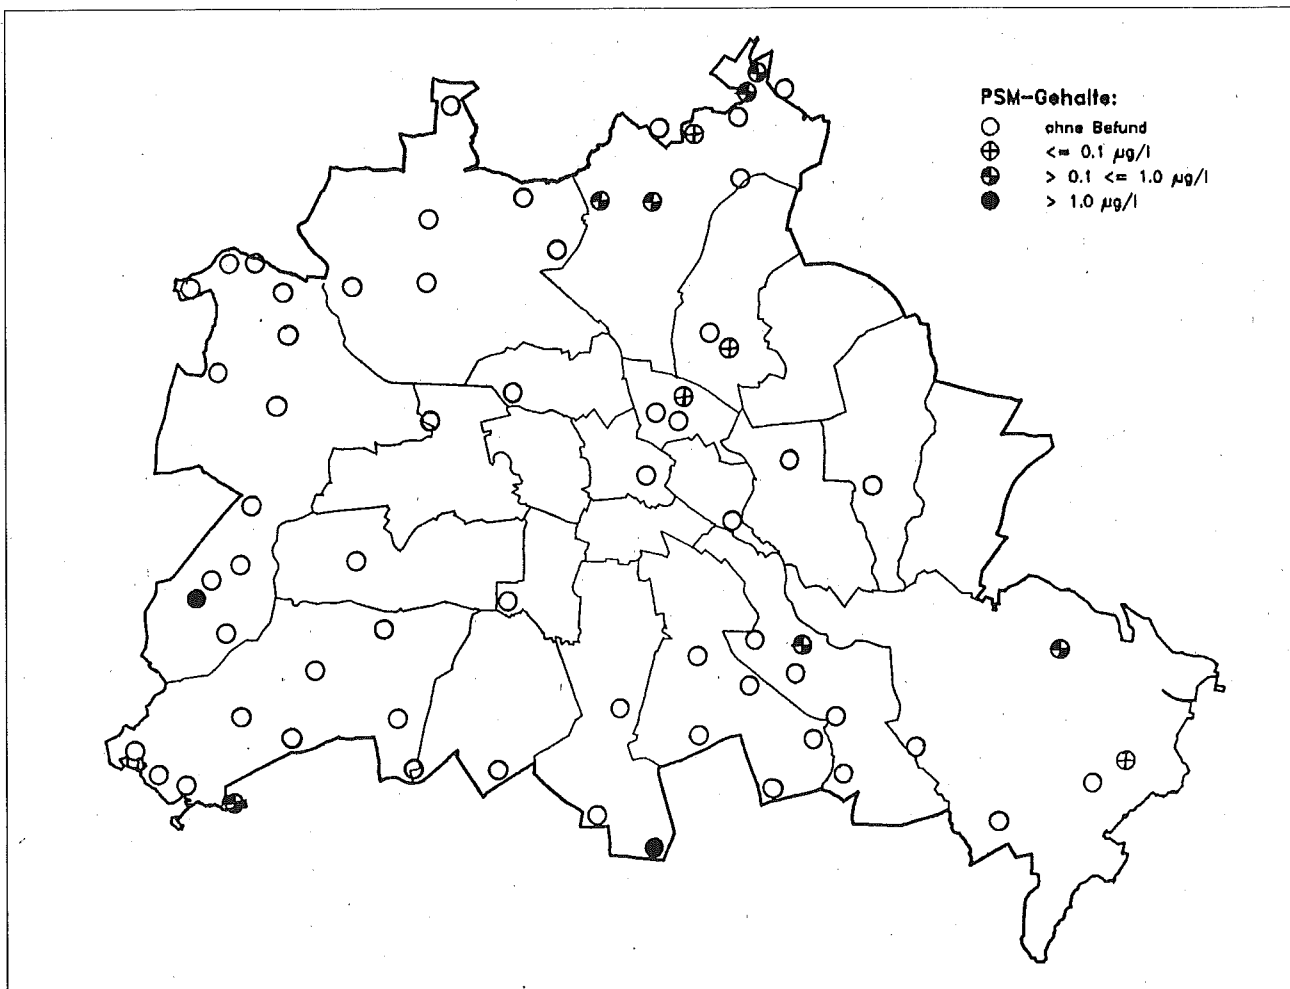 PSM-Gehalte:
ohne Befund
<= 0.1 µg/l
> 0.1 <= 1.0 µg/l
> 1.0 µg/l